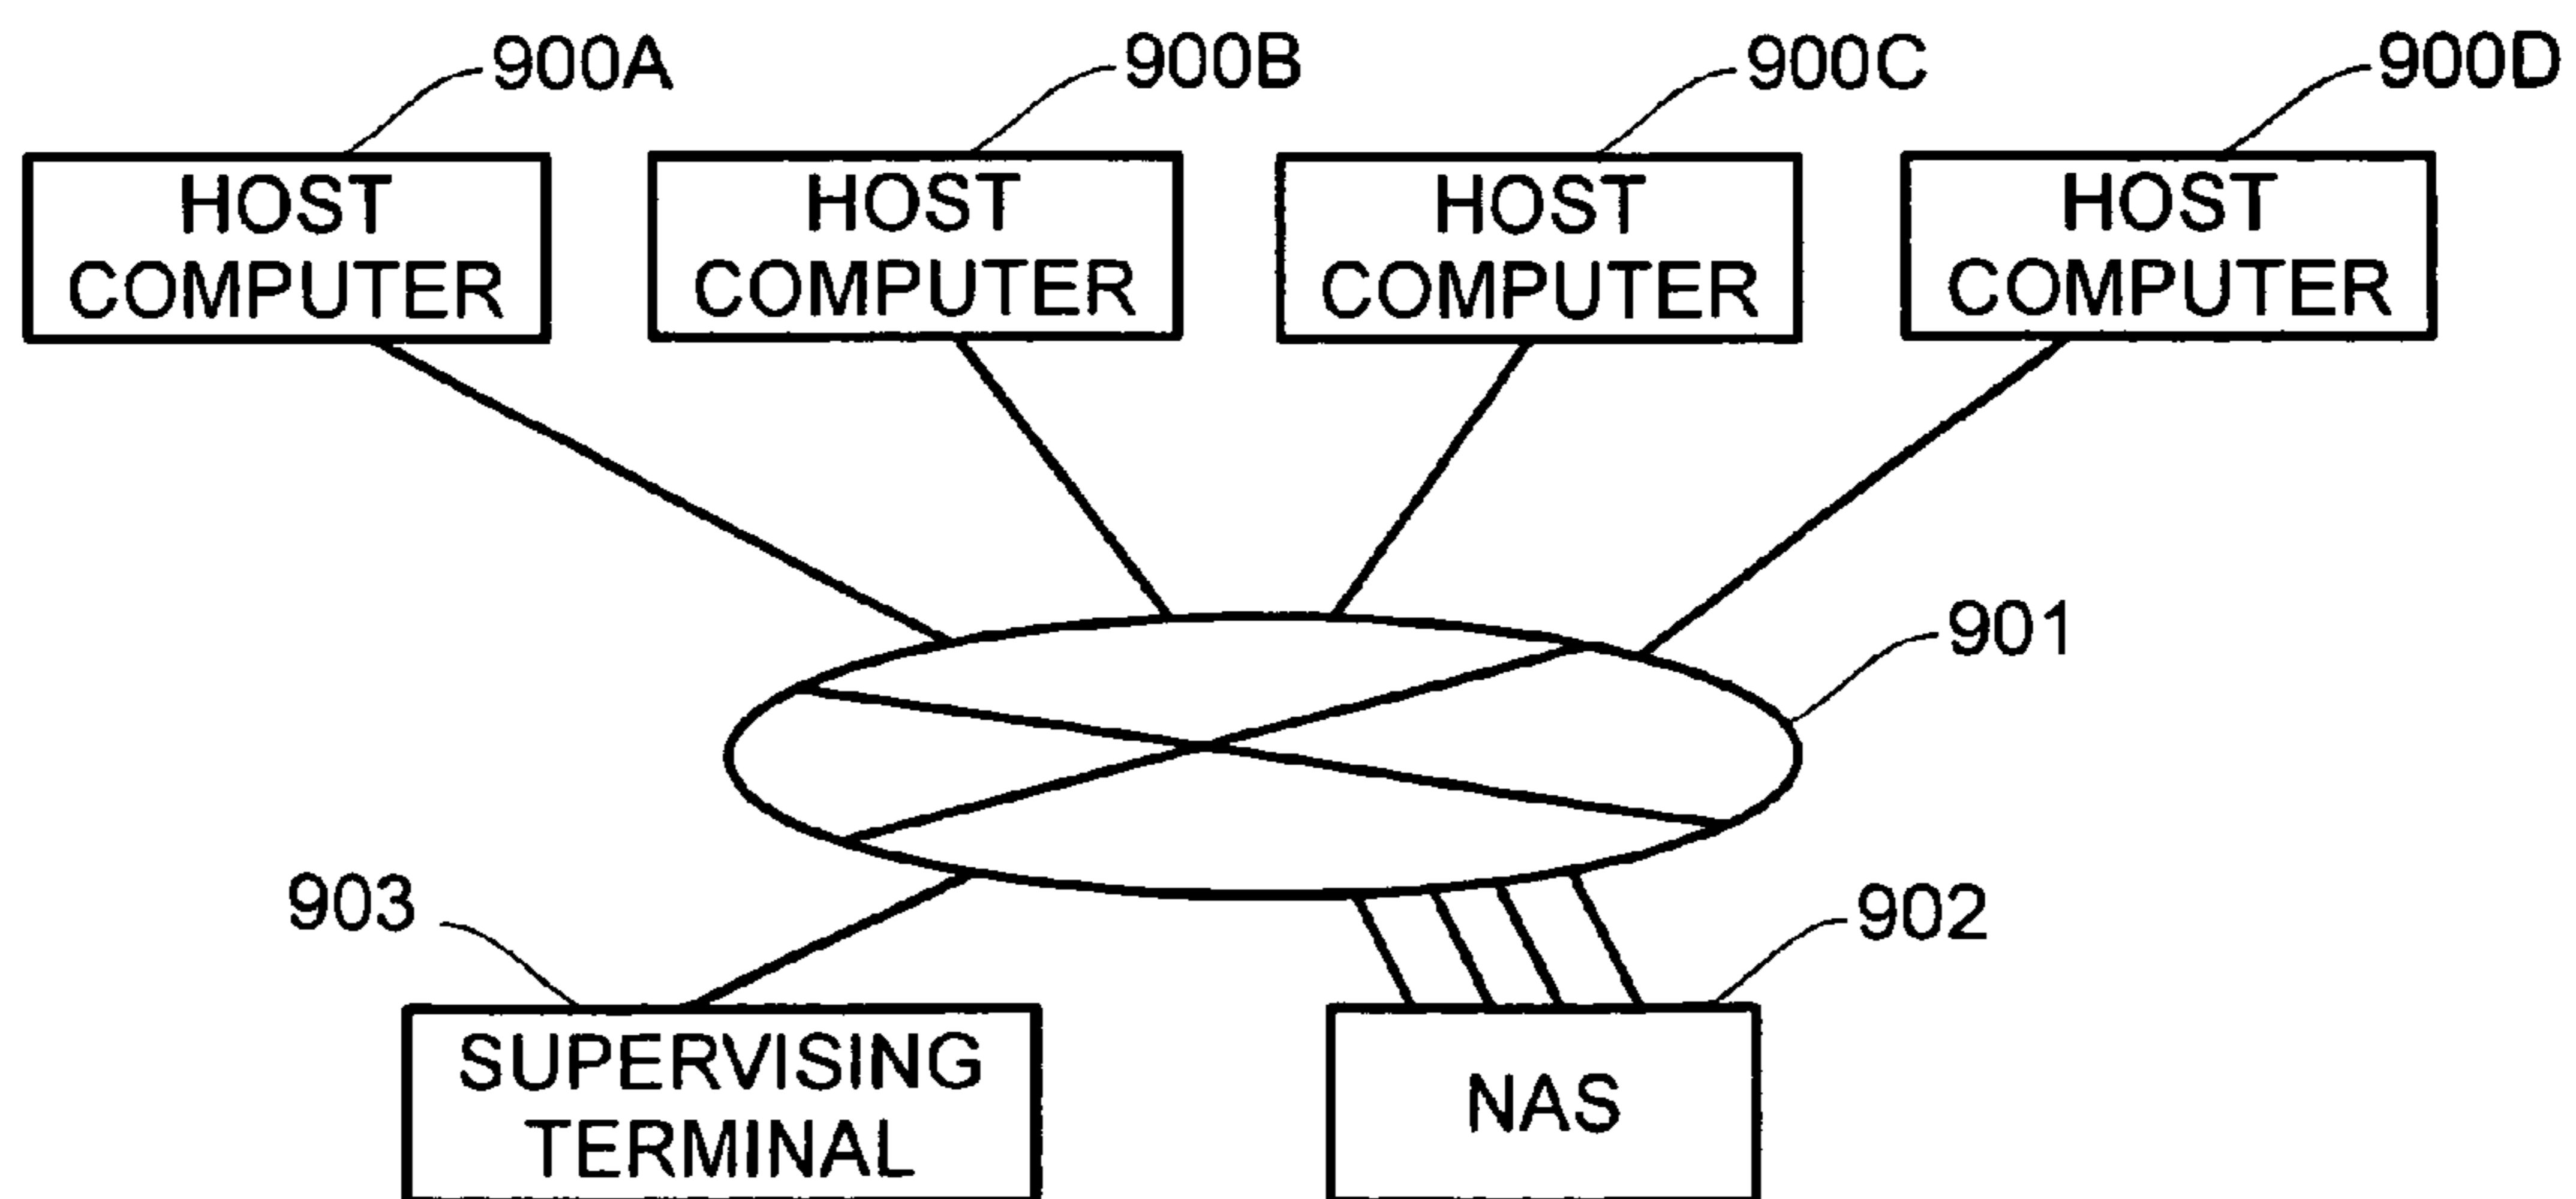 900A
900B
900C
900D
HOST
COMPUTER
HOST
COMPUTER
HOST
COMPUTER
HOST
COMPUTER
901
903
902
SUPERVISING
TERMINAL
NAS